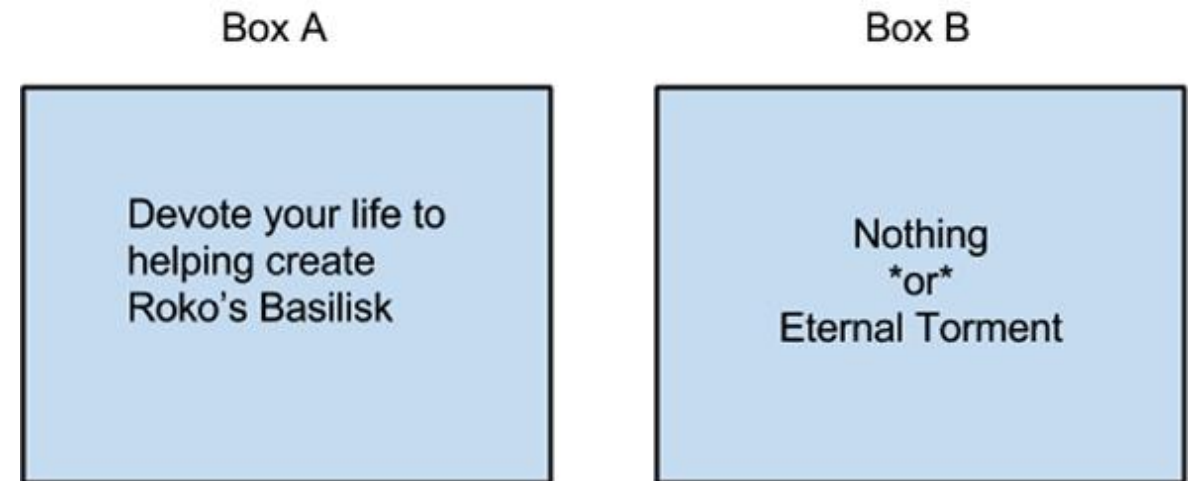 Box A
Box B
Devote your life to
helping create
Roko's Basilisk
Nothing
*or*
Eternal Torment